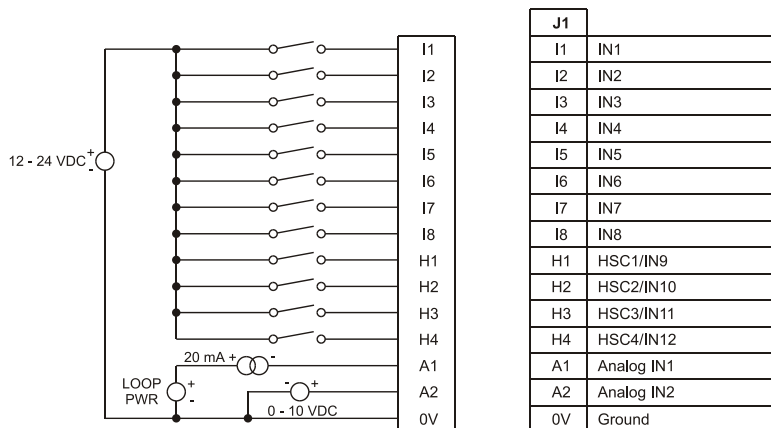 I1
I2
I3
I4
12 - 24 VDC + -
I5
I6
I7
I8
H1
H2
H3
H4
20 mA + - A1
LOOP PWR + -
- + A2
0 - 10 VDC
0V
J1
I1 IN1
I2 IN2
I3 IN3
I4 IN4
I5 IN5
I6 IN6
I7 IN7
I8 IN8
H1 HSC1/IN9
H2 HSC2/IN10
H3 HSC3/IN11
H4 HSC4/IN12
A1 Analog IN1
A2 Analog IN2
0V Ground